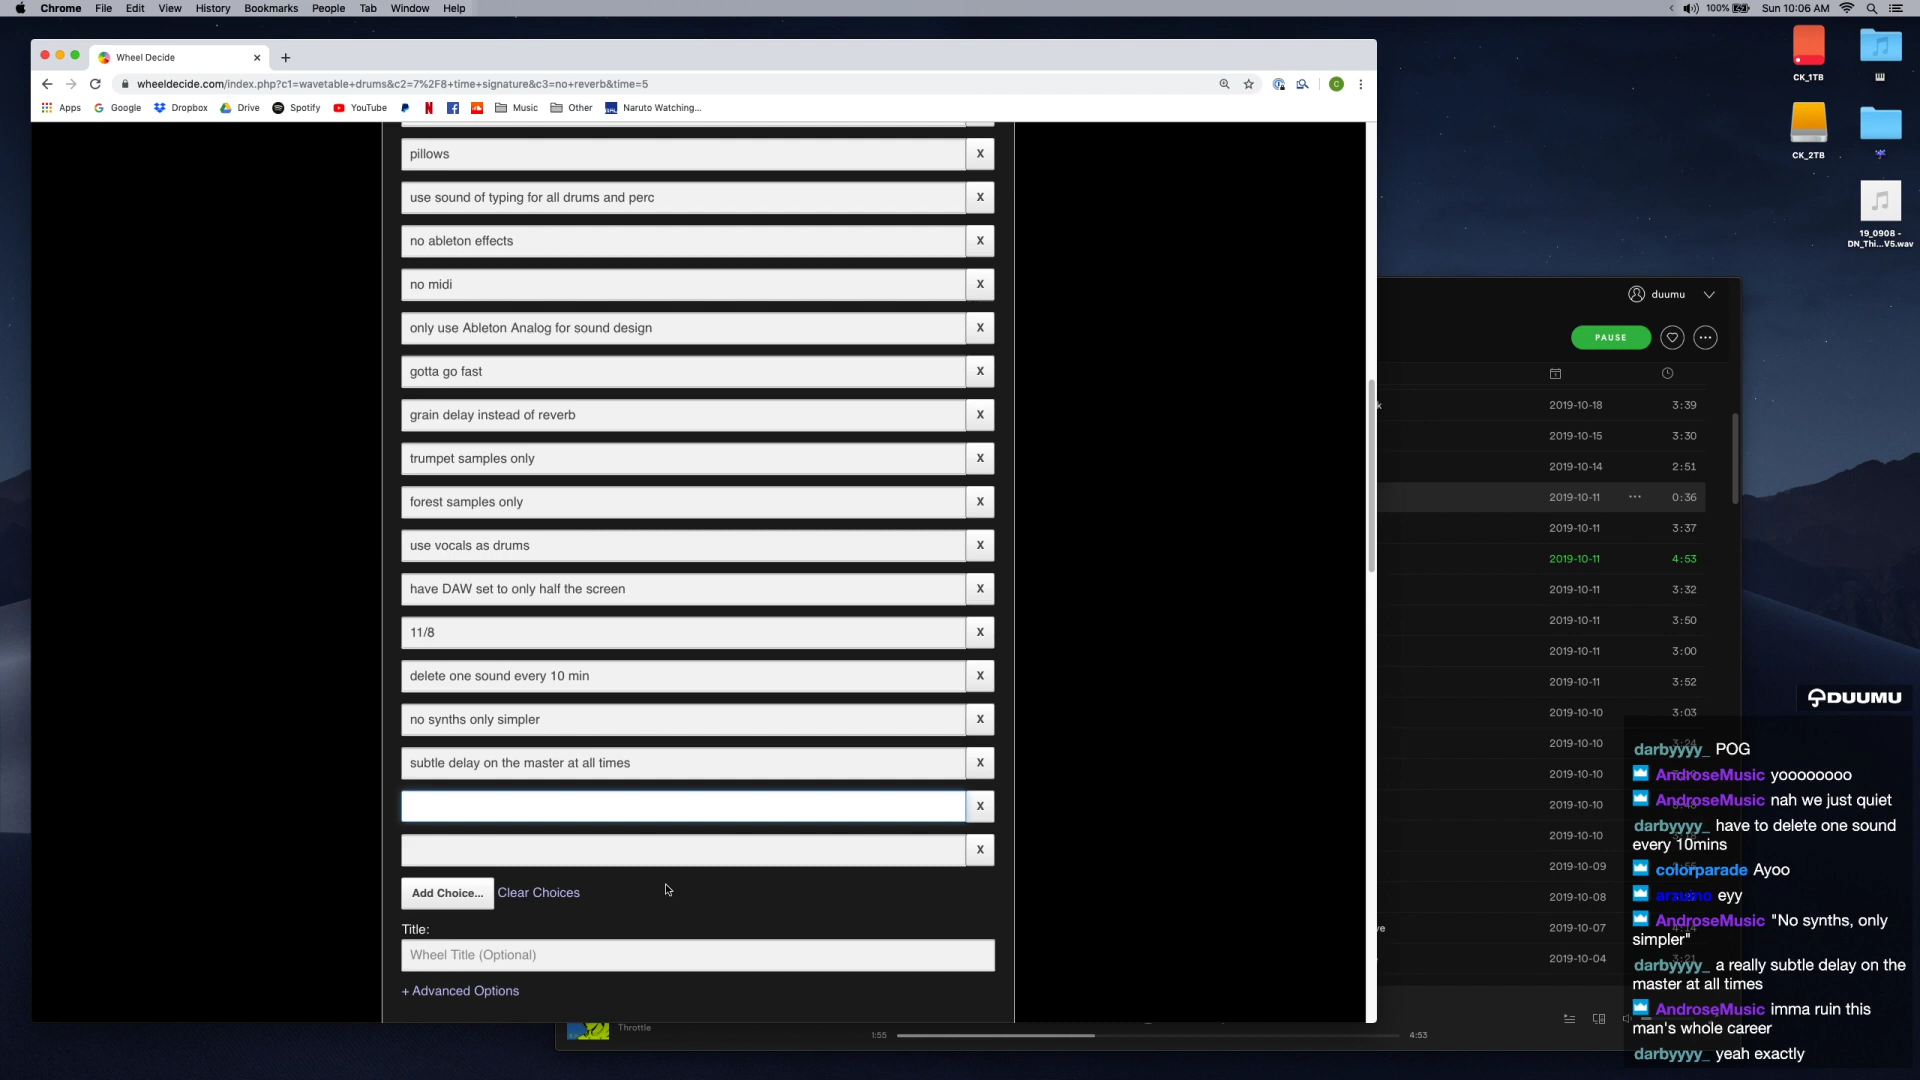 Chrome File Edit View History Bookmarks People Tab Window Help
100% Sun 10:06 AM
Wheel Decide
wheeldecide.com/index.php?c1=wavetable+drums&c2=7%2F8+time+signature&c3=no+reverb&time=5
Apps Google Dropbox Drive Spotify YouTube Music Other Naruto Watching...
pillows X
use sound of typing for all drums and perc X
no ableton effects X
no midi X
only use Ableton Analog for sound design X
gotta go fast X
grain delay instead of reverb X
trumpet samples only X
forest samples only X
use vocals as drums X
have DAW set to only half the screen X
11/8 X
delete one sound every 10 min X
no synths only simpler X
subtle delay on the master at all times X
X
X
Add Choice... Clear Choices
Title:
Wheel Title (Optional)
+ Advanced Options
CK_1TB
CK_2TB
19_0908 -
DN_Thi...V5.wav
duumu
PAUSE
2019-10-18 3:39
2019-10-15 3:30
2019-10-14 2:51
2019-10-11 0:36
2019-10-11 3:37
2019-10-11 4:53
2019-10-11 3:32
2019-10-11 3:50
2019-10-11 3:00
2019-10-11 3:52
2019-10-10 3:03
2019-10-10
2019-10-10
2019-10-10
2019-10-10
2019-10-09
2019-10-08
2019-10-07
2019-10-04
Throttle
1:55 4:53
DUUMU
darbyyyy_ POG
AndroseMusic yoooooooo
AndroseMusic nah we just quiet
darbyyyy_ have to delete one sound
every 10mins
colorparade Ayoo
arzumo eyy
AndroseMusic "No synths, only
simpler"
darbyyyy_ a really subtle delay on the
master at all times
AndroseMusic imma ruin this
man's whole career
darbyyyy_ yeah exactly